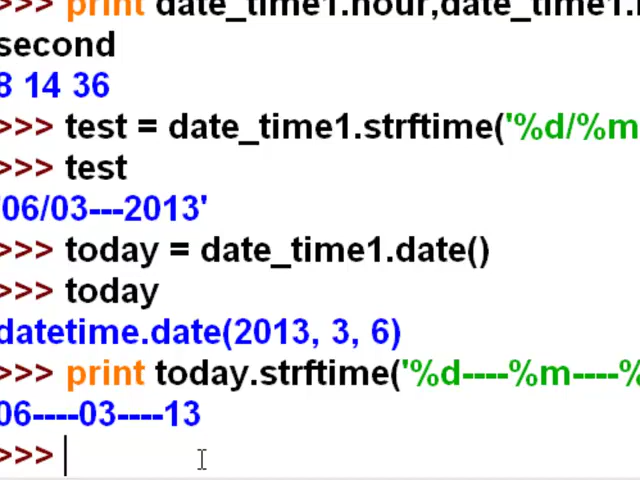 >>> print date_time1.hour,date_time1.
second
8 14 36
>>> test = date_time1.strftime('%d/%m
>>> test
'06/03---2013'
>>> today = date_time1.date()
>>> today
datetime.date(2013, 3, 6)
>>> print today.strftime('%d----%m----%
06----03----13
>>>